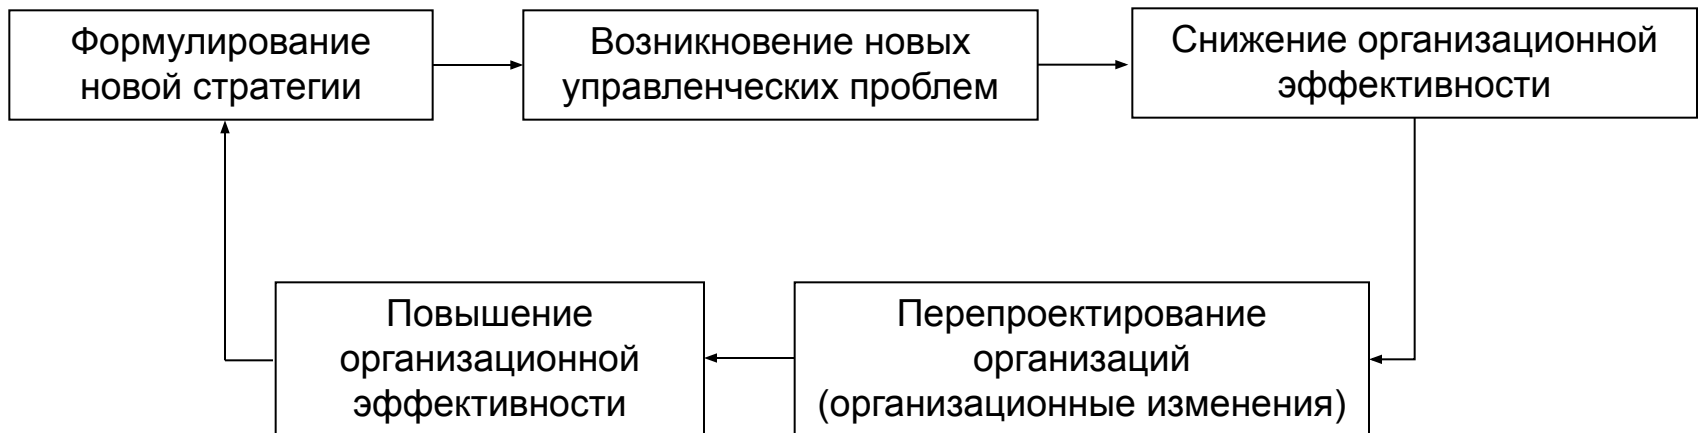 Формулирование
новой стратегии
Возникновение новых
управленческих проблем
Снижение организационной
эффективности
Повышение
организационной
эффективности
Перепроектирование
организаций
(организационные изменения)